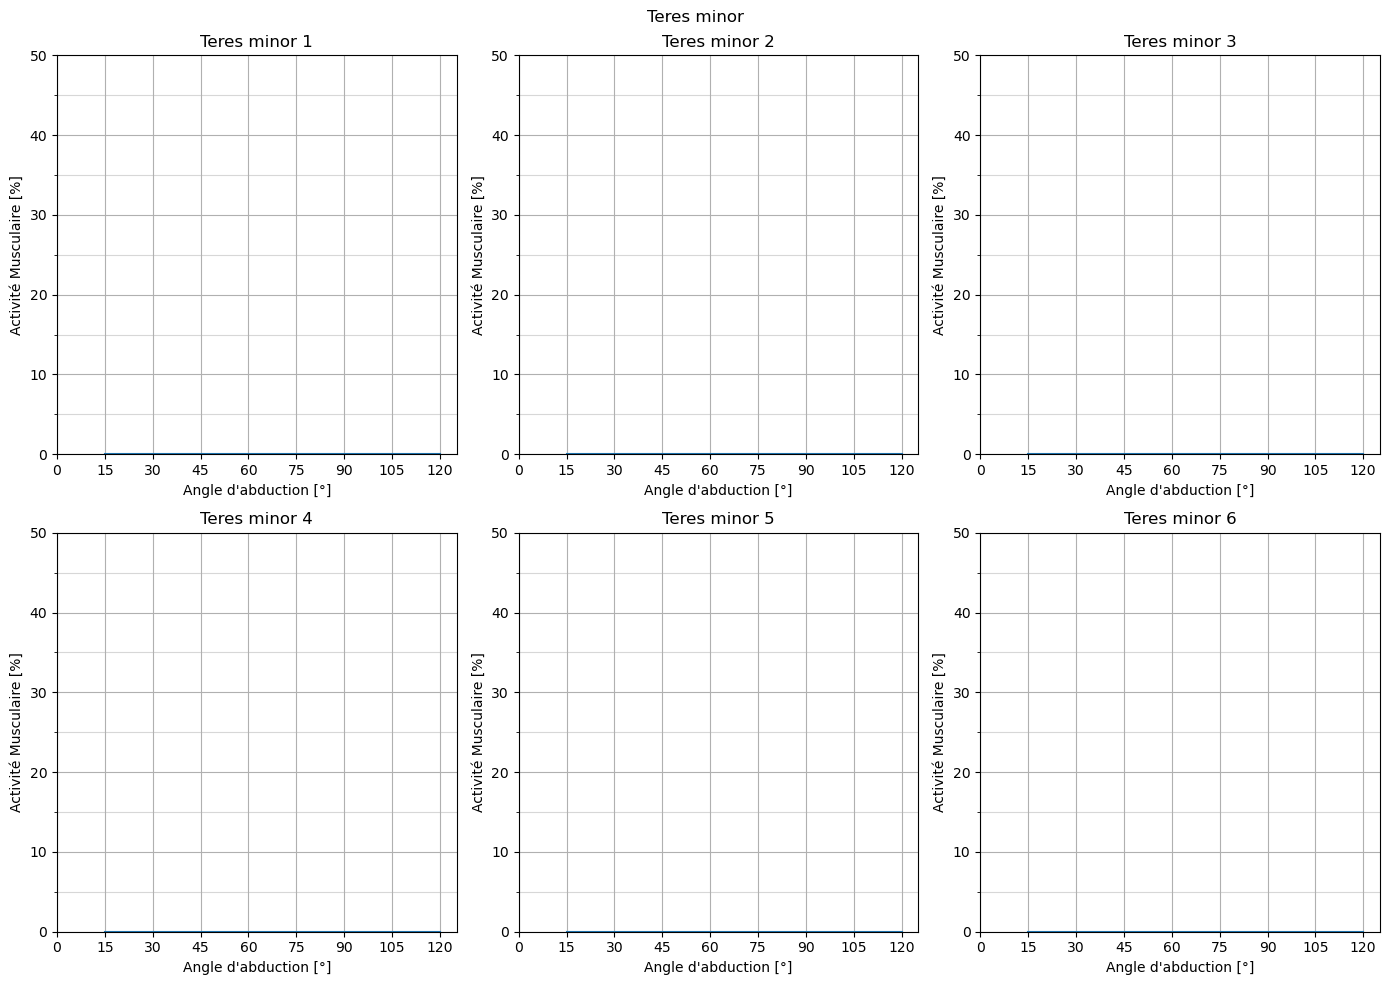 Teres minor
Teres minor 1
Teres minor 2
Teres minor 3
50
40
30
20
10
0
Activité Musculaire [%]
0 15 30 45 60 75 90 105 120
Angle d'abduction [°]
50
40
30
20
10
0
Activité Musculaire [%]
0 15 30 45 60 75 90 105 120
Angle d'abduction [°]
50
40
30
20
10
0
Activité Musculaire [%]
0 15 30 45 60 75 90 105 120
Angle d'abduction [°]
Teres minor 4
Teres minor 5
Teres minor 6
50
40
30
20
10
0
Activité Musculaire [%]
0 15 30 45 60 75 90 105 120
Angle d'abduction [°]
50
40
30
20
10
0
Activité Musculaire [%]
0 15 30 45 60 75 90 105 120
Angle d'abduction [°]
50
40
30
20
10
0
Activité Musculaire [%]
0 15 30 45 60 75 90 105 120
Angle d'abduction [°]